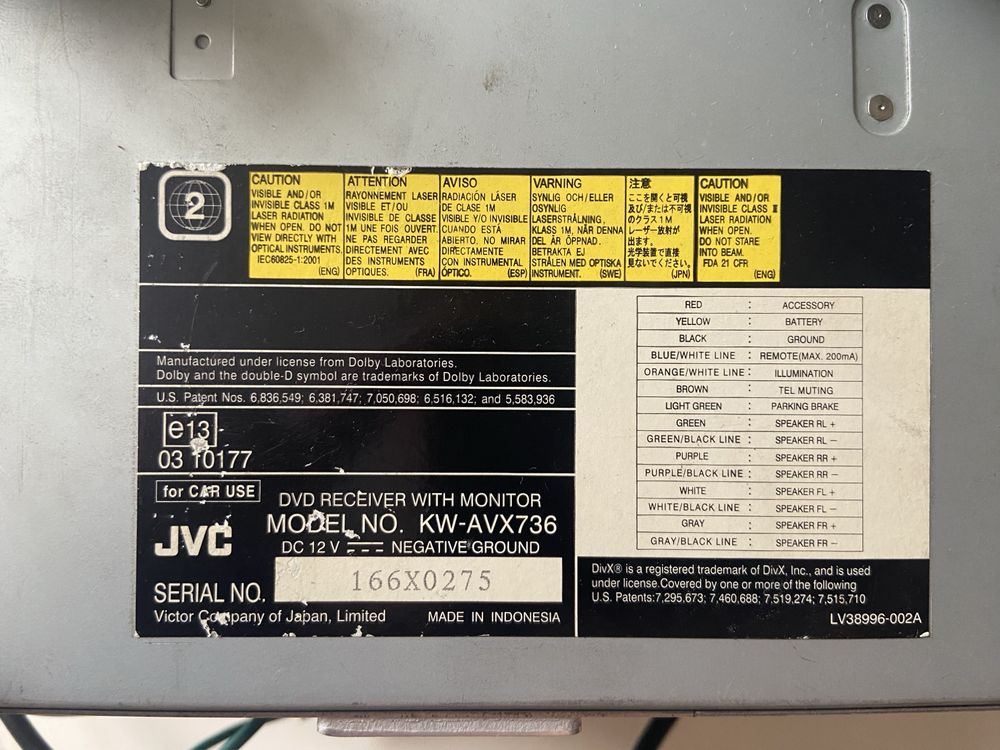 2
CAUTION
VISIBLE AND/OR
INVISIBLE CLASS 1M
LASER RADIATION
WHEN OPEN. DO NOT
VIEW DIRECTLY WITH
OPTICAL INSTRUMENTS.
IEC60825-1:2001
(ENG)
ATTENTION
RAYONNEMENT LASER
VISIBLE ET/OU
INVISIBLE DE CLASSE
1M UNE FOIS OUVERT.
NE PAS REGARDER
DIRECTEMENT AVEC
DES INSTRUMENTS
OPTIQUES. (FRA)
AVISO
RADIACIÓN LÁSER
DE CLASE 1M
VISIBLE Y/O INVISIBLE
CUANDO ESTÁ
ABIERTO. NO MIRAR
DIRECTAMENTE
CON INSTRUMENTAL
ÓPTICO. (ESP)
VARNING
SYNLIG OCH/ELLER
OSYNLIG
LASERSTRÅLNING,
KLASS 1M, NÄR DENNA
DEL ÄR ÖPPNAD.
BETRAKTA EJ
STRÅLEN MED OPTISKA
INSTRUMENT. (SWE)
注意
ここを開くと可視
及び/または不可視
のクラス1M
レーザー放射が
出ます。
光学装置で直接
見ないでください。
(JPN)
CAUTION
VISIBLE AND/OR
INVISIBLE CLASS II
LASER RADIATION
WHEN OPEN.
DO NOT STARE
INTO BEAM.
FDA 21 CFR
(ENG)
Manufactured under license from Dolby Laboratories.
Dolby and the double-D symbol are trademarks of Dolby Laboratories.
U.S. Patent Nos. 6,836,549; 6,381,747; 7,050,698; 6,516,132; and 5,583,936
e13
03 10177
for CAR USE
DVD RECEIVER WITH MONITOR
JVC
MODEL NO. KW-AVX736
DC 12 V NEGATIVE GROUND
SERIAL NO. 166X0275
Victor Company of Japan, Limited MADE IN INDONESIA
RED : ACCESSORY
YELLOW : BATTERY
BLACK : GROUND
BLUE/WHITE LINE : REMOTE(MAX. 200mA)
ORANGE/WHITE LINE : ILLUMINATION
BROWN : TEL MUTING
LIGHT GREEN : PARKING BRAKE
GREEN : SPEAKER RL +
GREEN/BLACK LINE : SPEAKER RL −
PURPLE : SPEAKER RR +
PURPLE/BLACK LINE : SPEAKER RR −
WHITE : SPEAKER FL +
WHITE/BLACK LINE : SPEAKER FL −
GRAY : SPEAKER FR +
GRAY/BLACK LINE : SPEAKER FR −
DivX® is a registered trademark of DivX, Inc., and is used
under license.Covered by one or more of the following
U.S. Patents:7,295,673; 7,460,688; 7,519,274; 7,515,710
LV38996-002A